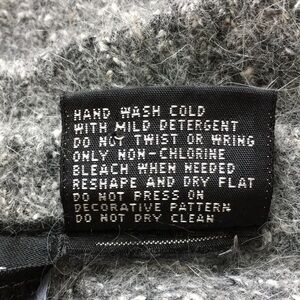 HAND WASH COLD
WITH MILD DETERGENT
DO NOT TWIST OR WRING
ONLY NON-CHLORINE
BLEACH WHEN NEEDED
RESHAPE AND DRY FLAT
DO NOT PRESS ON
DECORATIVE PATTERN
DO NOT DRY CLEAN